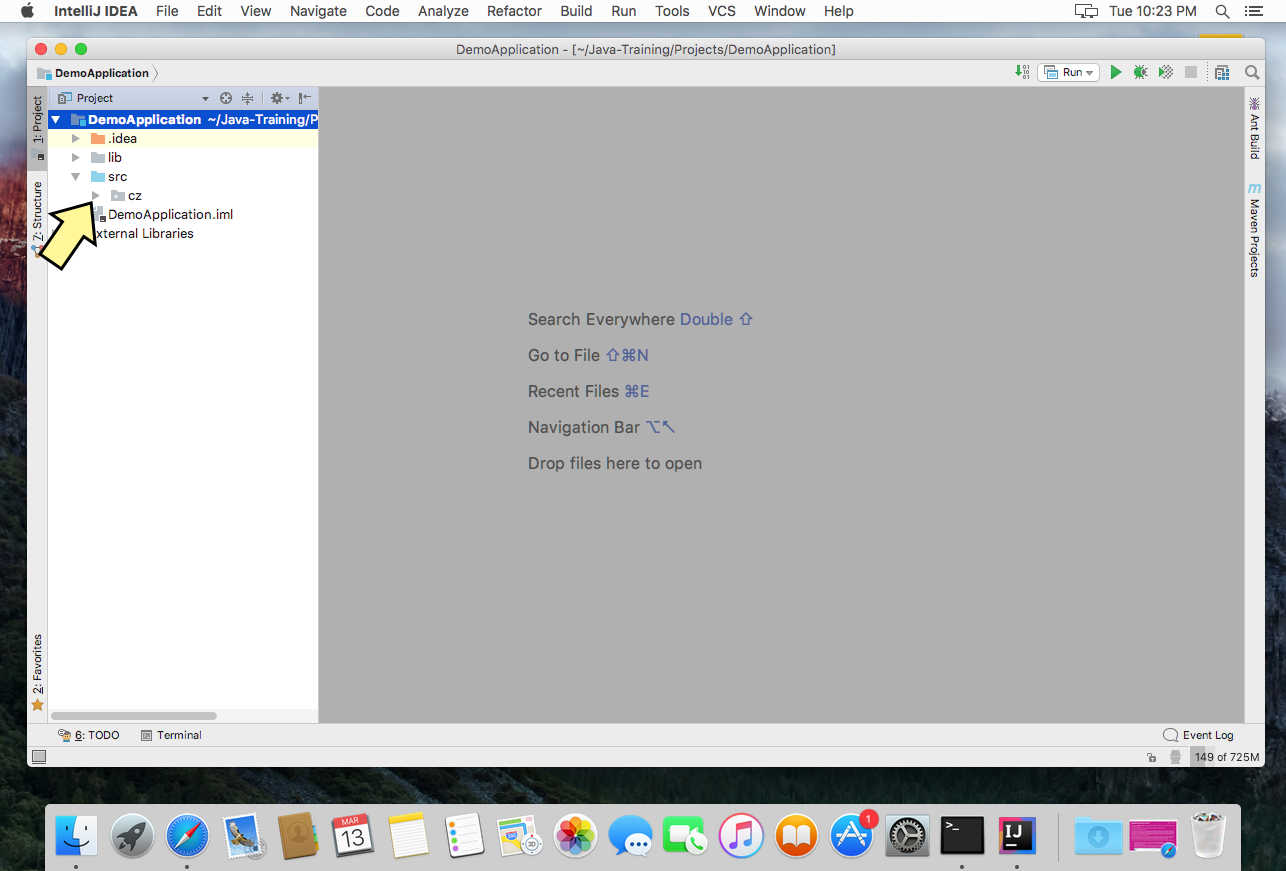 IntelliJ IDEA File Edit View Navigate Code Analyze Refactor Build Run Tools VCS Window Help Tue 10:23 PM
DemoApplication - [~/Java-Training/Projects/DemoApplication]
DemoApplication Run
1: Project
Project
DemoApplication ~/Java-Training/P
.idea
lib
src
cz
DemoApplication.iml
xternal Libraries
7: Structure
2: Favorites
Search Everywhere Double ⇧
Go to File ⇧⌘N
Recent Files ⌘E
Navigation Bar ⌥↖
Drop files here to open
Ant Build
m
Maven Projects
6: TODO Terminal Event Log
149 of 725M
MAR
13
3D
1
>_
IJ